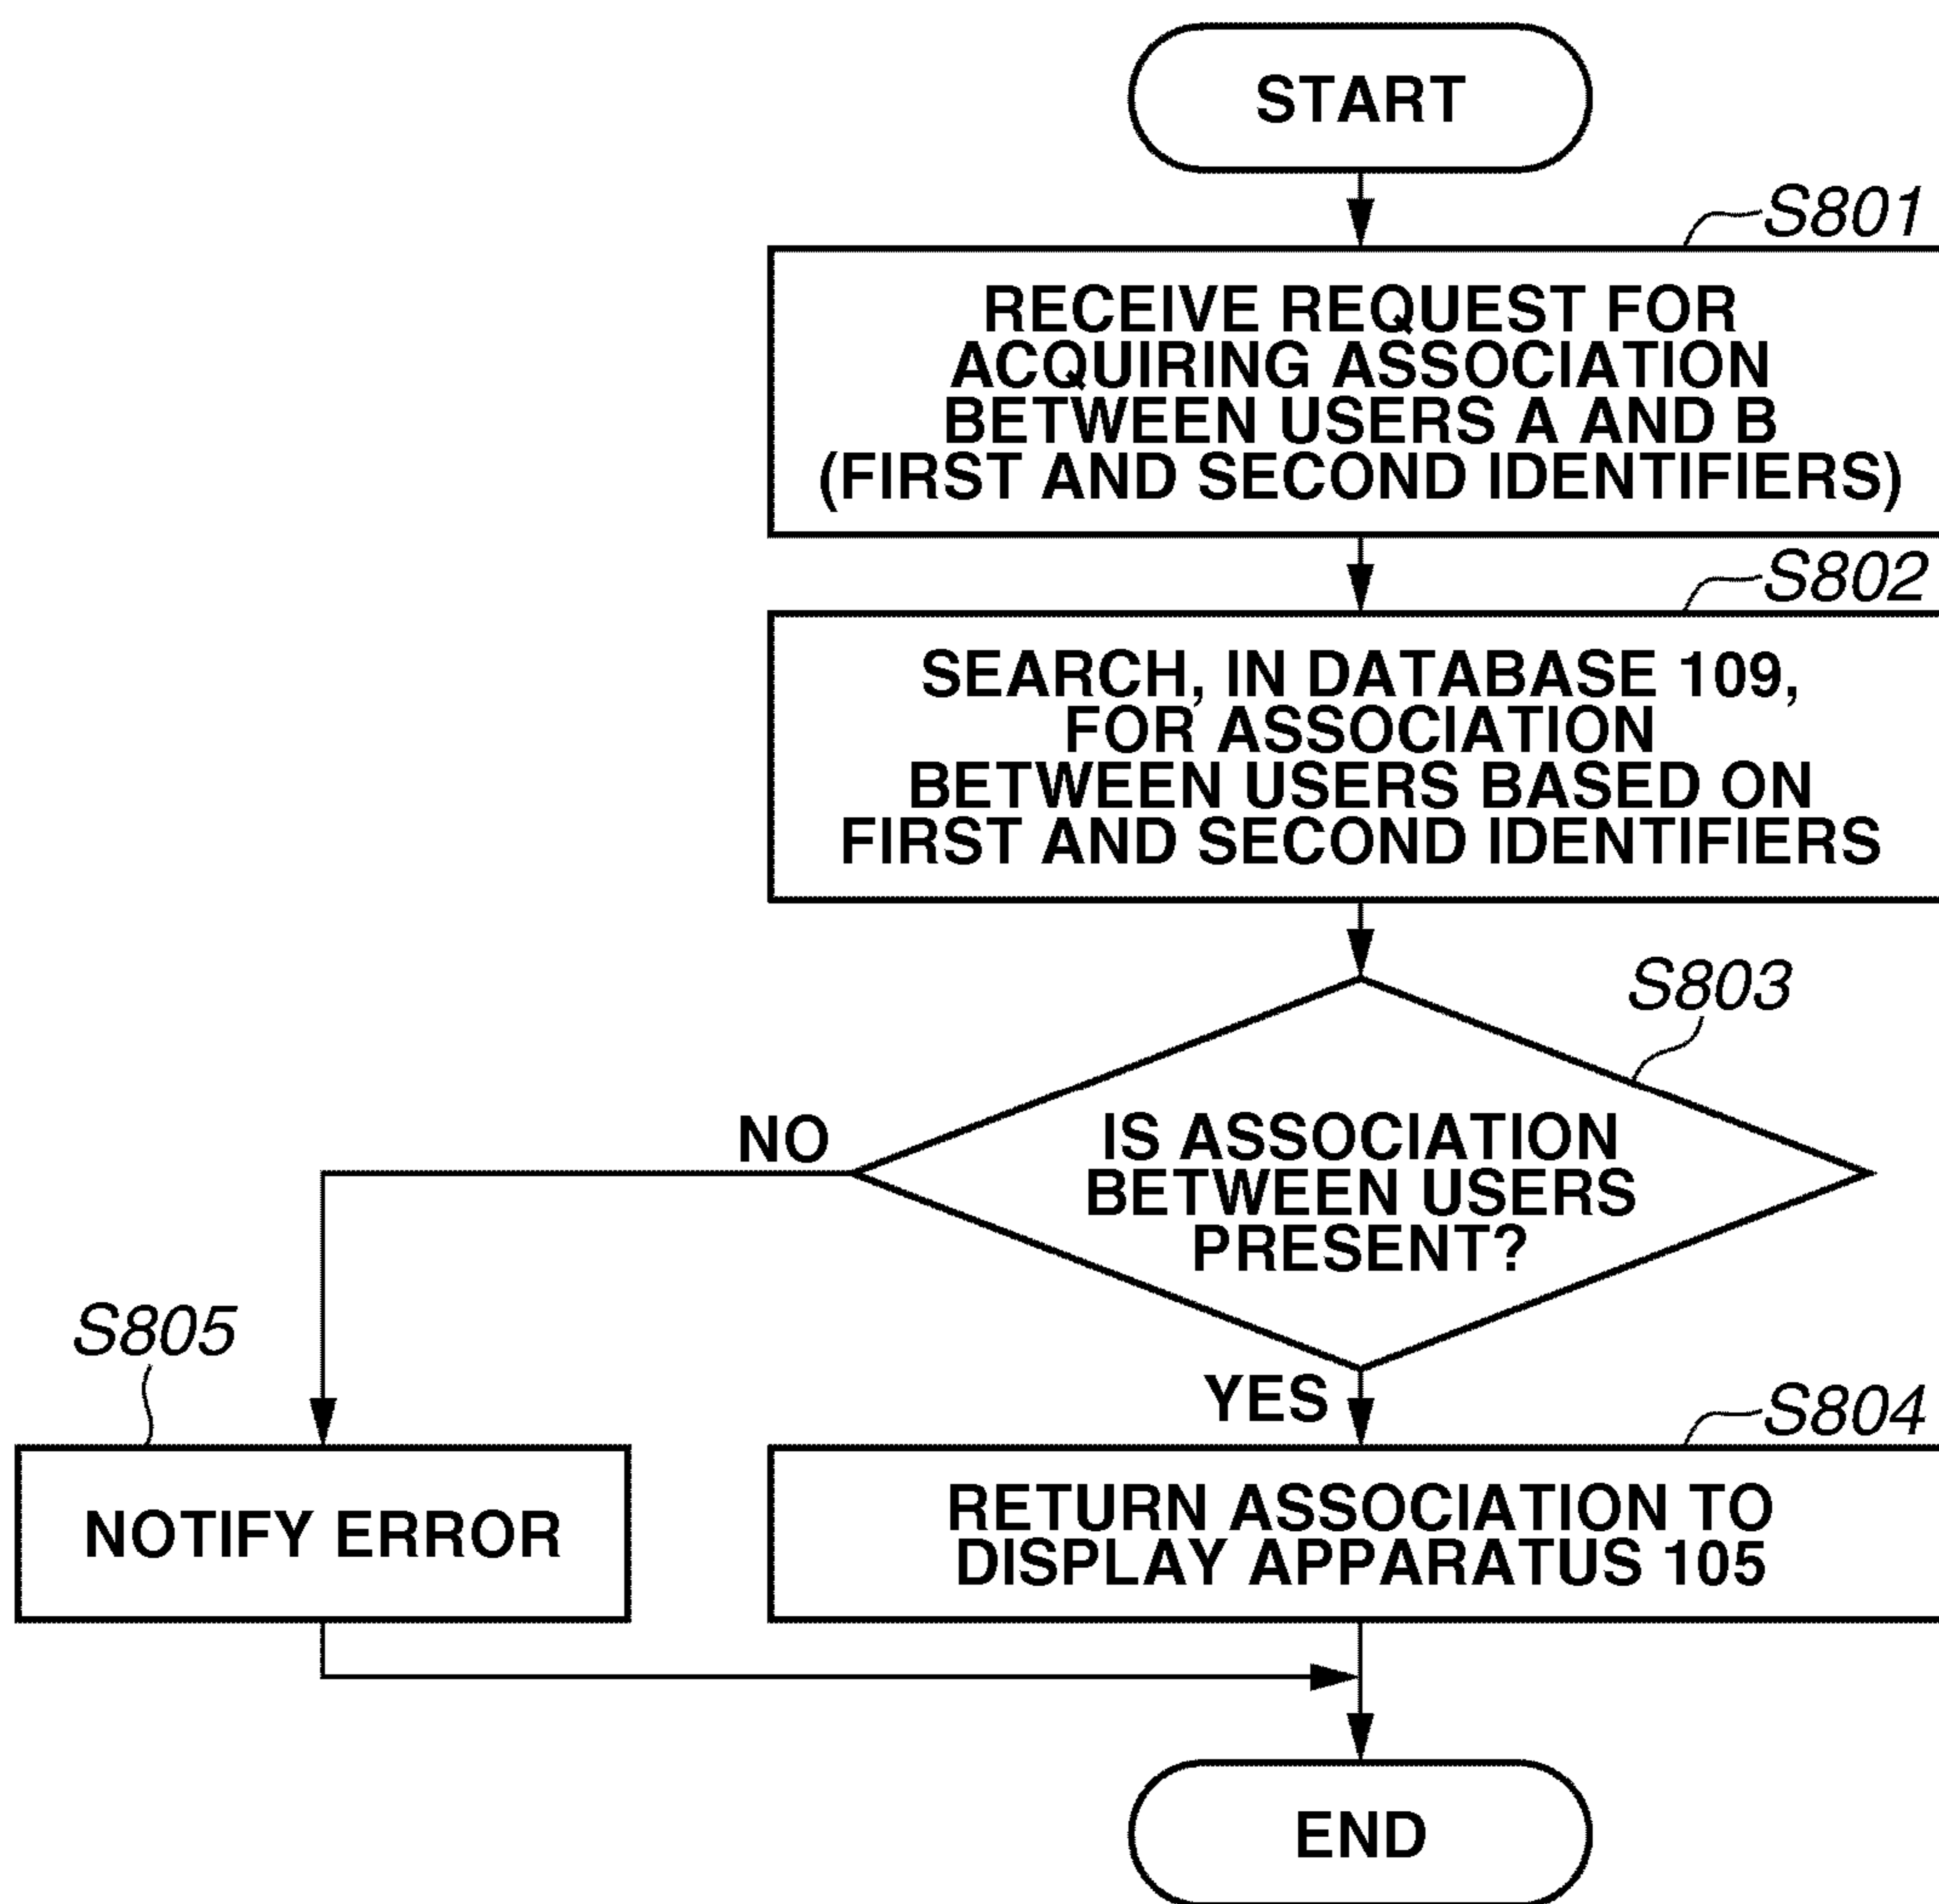 START
S801
RECEIVE REQUEST FOR
ACQUIRING ASSOCIATION
BETWEEN USERS A AND B
(FIRST AND SECOND IDENTIFIERS)
S802
SEARCH, IN DATABASE 109,
FOR ASSOCIATION
BETWEEN USERS BASED ON
FIRST AND SECOND IDENTIFIERS
S803
IS ASSOCIATION
BETWEEN USERS
PRESENT?
NO
YES
S805
NOTIFY ERROR
S804
RETURN ASSOCIATION TO
DISPLAY APPARATUS 105
END